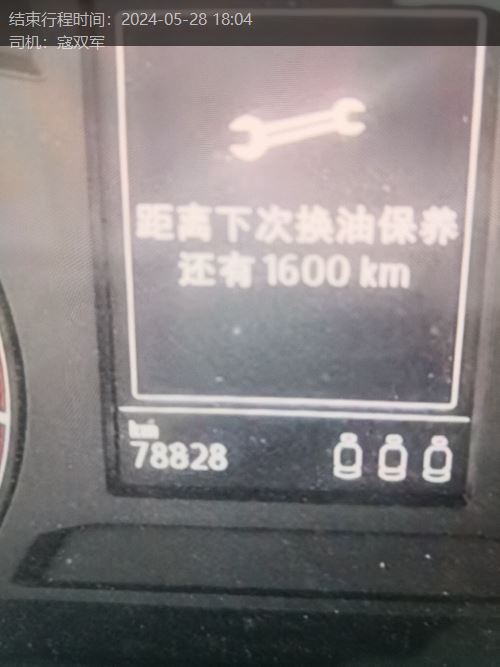 结束行程时间：2024-05-28 18:04
司机：寇双军
距离下次换油保养
还有 1600 km
km
78828